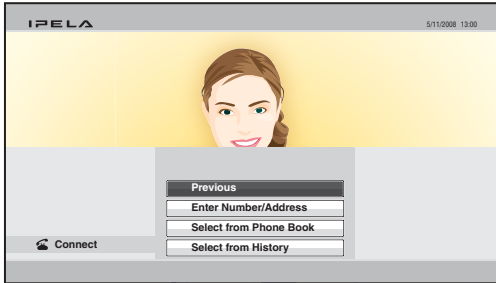 IPELA
5/11/2008 13:00
Previous
Enter Number/Address
Select from Phone Book
Connect
Select from History